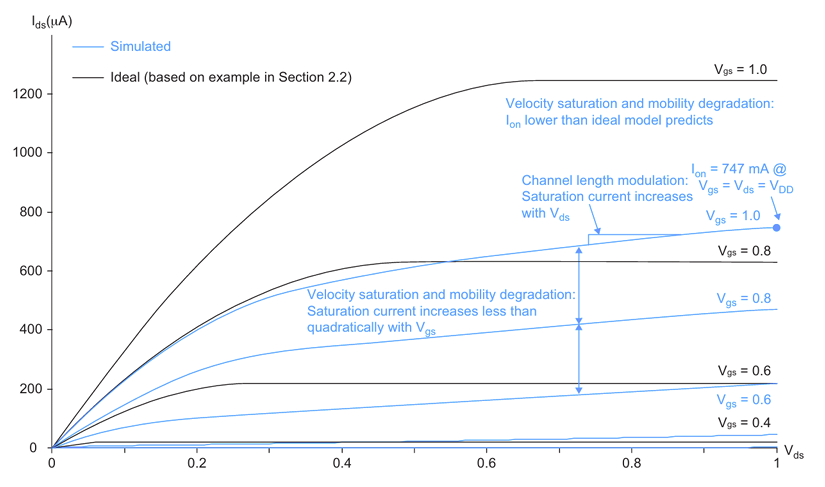 Ids(μA)
Simulated
Ideal (based on example in Section 2.2)
Vgs = 1.0
1200
Velocity saturation and mobility degradation:
Ion lower than ideal model predicts
1000
Ion = 747 mA @
Vgs = Vds = VDD
Channel length modulation:
Saturation current increases
with Vds
800
Vgs = 1.0
Vgs = 0.8
600
Velocity saturation and mobility degradation:
Saturation current increases less than
quadratically with Vgs
Vgs = 0.8
400
Vgs = 0.6
200
Vgs = 0.6
Vgs = 0.4
0
Vds
0
0.2
0.4
0.6
0.8
1